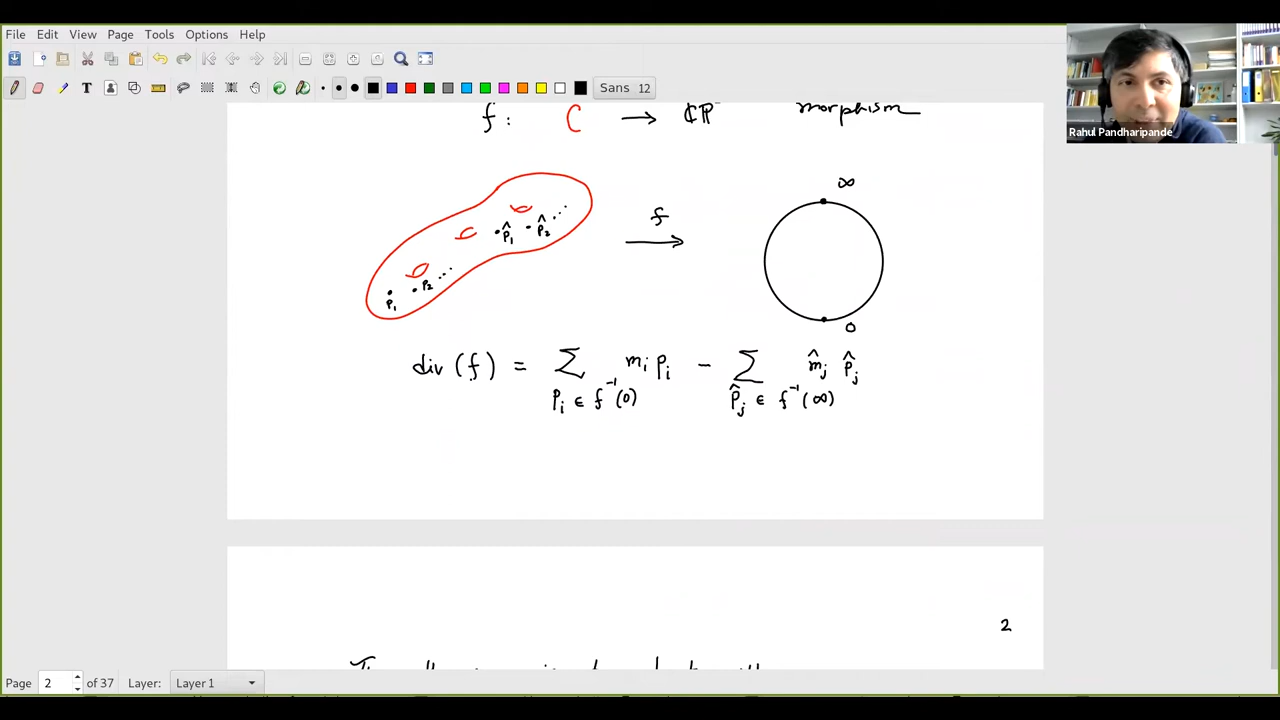 File Edit View Page Tools Options Help
Sans 12
Rahul Pandharipande
f : C → ℂℙ morphism
∞
f
p̂₁ p̂₂ ...
p₁ p₂ ...
0
div (f) = Σ mᵢ pᵢ − Σ m̂ⱼ p̂ⱼ
pᵢ ∈ f⁻¹(0) p̂ⱼ ∈ f⁻¹(∞)
2
Page 2 of 37 Layer: Layer 1